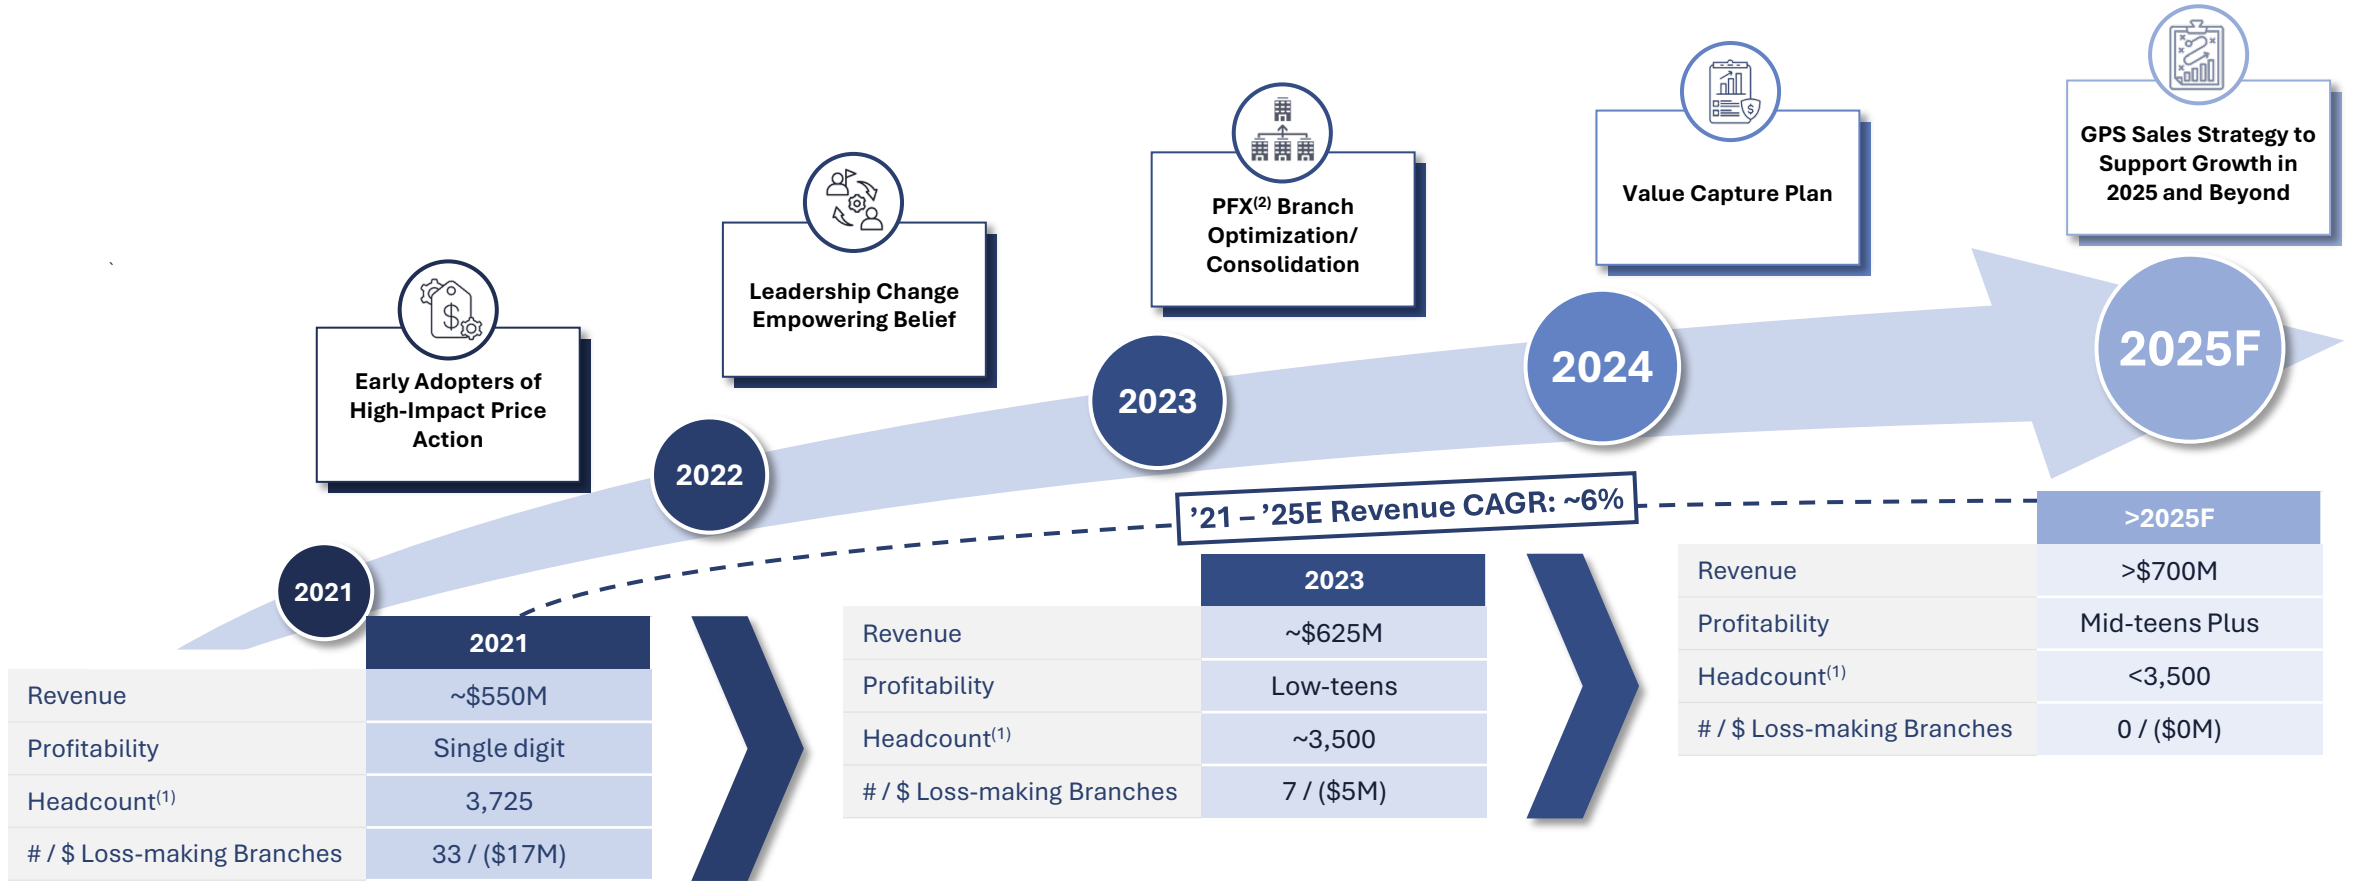 GPS Sales Strategy to
Support Growth in
2025 and Beyond
Value Capture Plan
PFX(2) Branch
Optimization/
Consolidation
Leadership Change
Empowering Belief
Early Adopters of
High-Impact Price
Action
`
2021
2022
2023
2024
2025F
’21 – ’25E Revenue CAGR: ~6%
2021
Revenue ~$550M
Profitability Single digit
Headcount(1) 3,725
# / $ Loss-making Branches 33 / ($17M)
2023
Revenue ~$625M
Profitability Low-teens
Headcount(1) ~3,500
# / $ Loss-making Branches 7 / ($5M)
>2025F
Revenue >$700M
Profitability Mid-teens Plus
Headcount(1) <3,500
# / $ Loss-making Branches 0 / ($0M)